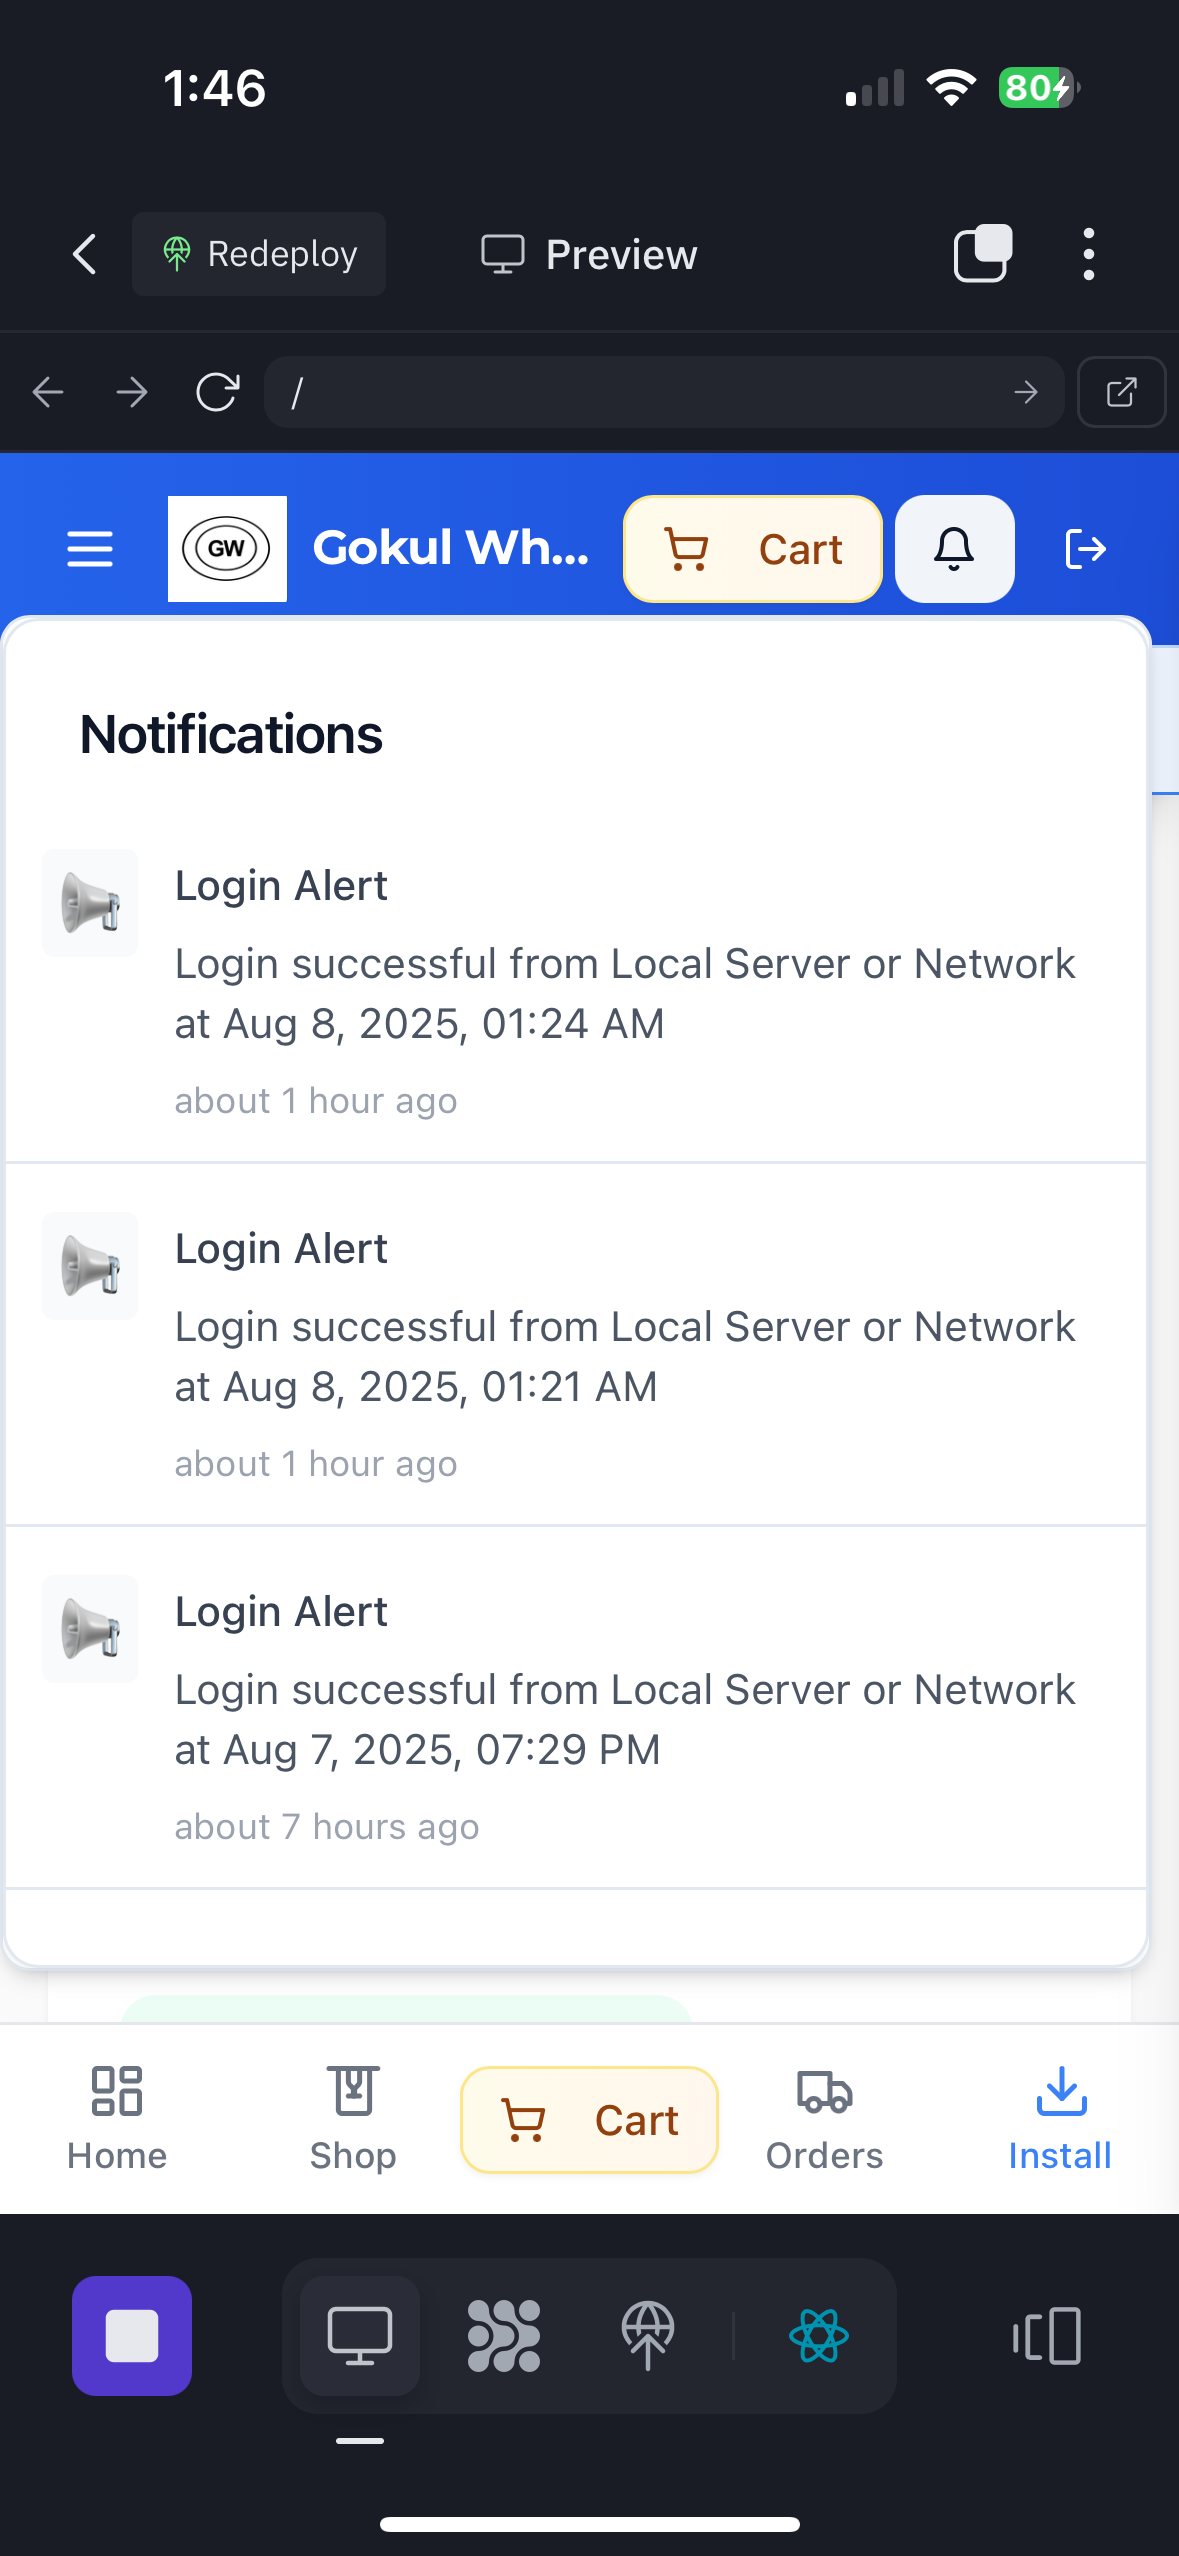 1:46
80
Redeploy
Preview
/
GW
Gokul Wh...
Cart
Notifications
Login Alert
Login successful from Local Server or Network
at Aug 8, 2025, 01:24 AM
about 1 hour ago
Login Alert
Login successful from Local Server or Network
at Aug 8, 2025, 01:21 AM
about 1 hour ago
Login Alert
Login successful from Local Server or Network
at Aug 7, 2025, 07:29 PM
about 7 hours ago
Home
Shop
Cart
Orders
Install